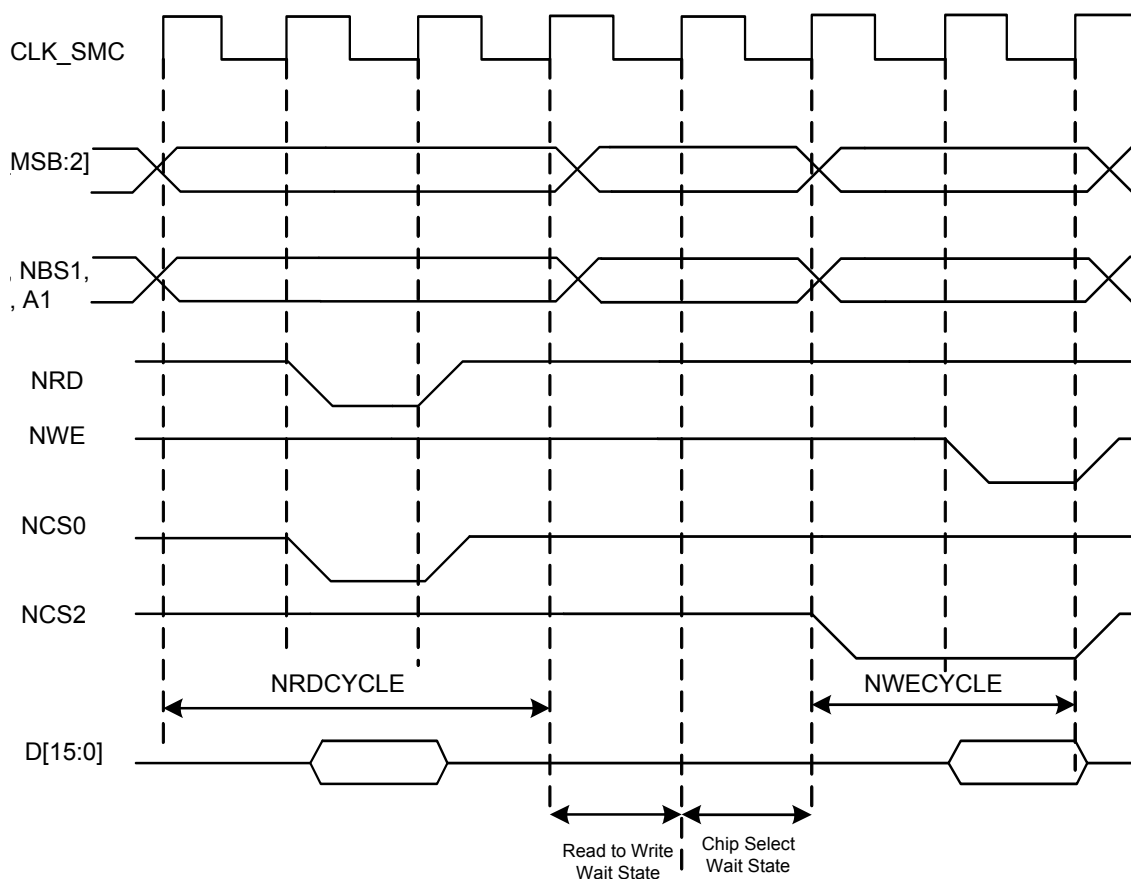 CLK_SMC
MSB:2]
, NBS1,
, A1
NRD
NWE
NCS0
NCS2
NRDCYCLE
NWECYCLE
D[15:0]
Read to Write
Wait State
Chip Select
Wait State